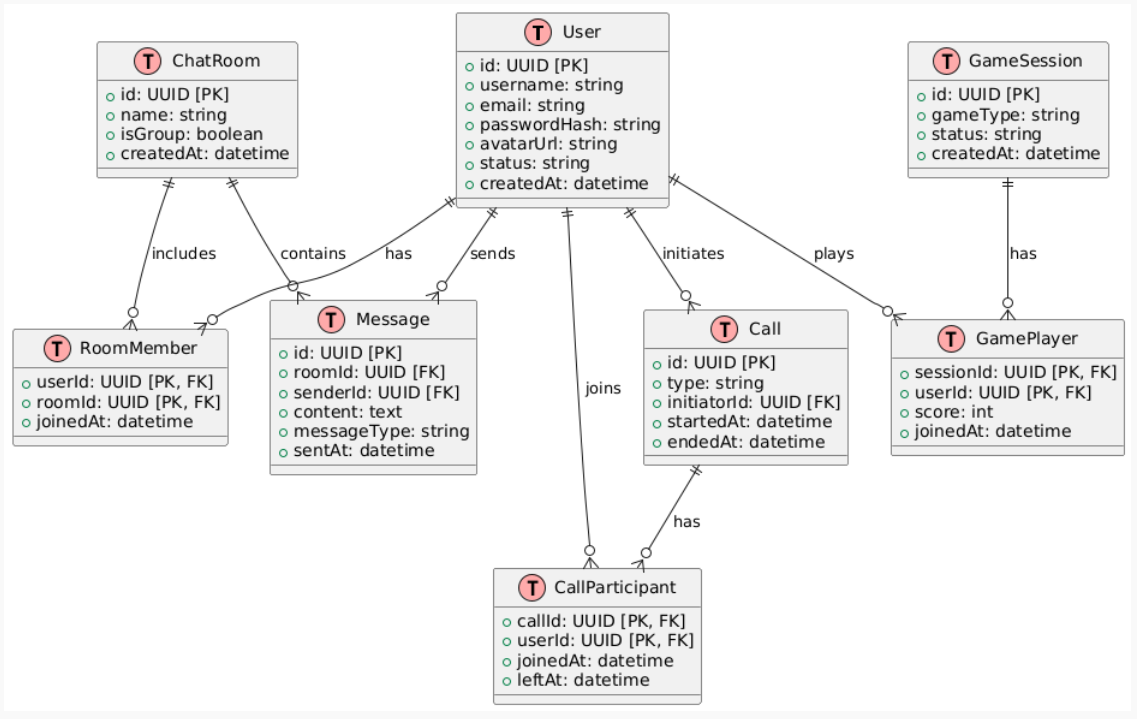 T ChatRoom
id: UUID [PK]
name: string
isGroup: boolean
createdAt: datetime
T User
id: UUID [PK]
username: string
email: string
passwordHash: string
avatarUrl: string
status: string
createdAt: datetime
T GameSession
id: UUID [PK]
gameType: string
status: string
createdAt: datetime
includes
contains
has
sends
initiates
plays
has
T RoomMember
userId: UUID [PK, FK]
roomId: UUID [PK, FK]
joinedAt: datetime
T Message
id: UUID [PK]
roomId: UUID [FK]
senderId: UUID [FK]
content: text
messageType: string
sentAt: datetime
joins
T Call
id: UUID [PK]
type: string
initiatorId: UUID [FK]
startedAt: datetime
endedAt: datetime
T GamePlayer
sessionId: UUID [PK, FK]
userId: UUID [PK, FK]
score: int
joinedAt: datetime
has
T CallParticipant
callId: UUID [PK, FK]
userId: UUID [PK, FK]
joinedAt: datetime
leftAt: datetime